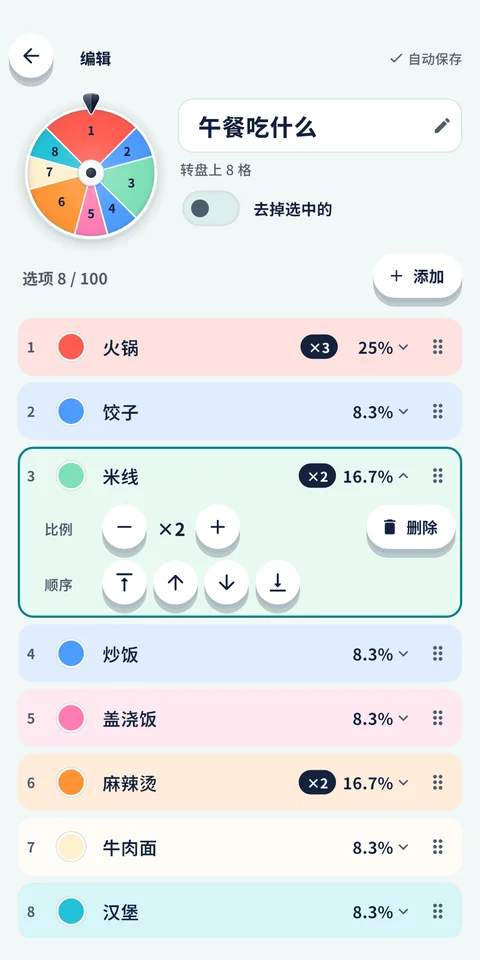 编辑
自动保存
1
2
3
4
5
6
7
8
午餐吃什么
转盘上 8 格
去掉选中的
选项 8 / 100
添加
1 火锅 ×3 25%
2 饺子 8.3%
3 米线 ×2 16.7%
比例 ×2 删除
顺序
4 炒饭 8.3%
5 盖浇饭 8.3%
6 麻辣烫 ×2 16.7%
7 牛肉面 8.3%
8 汉堡 8.3%